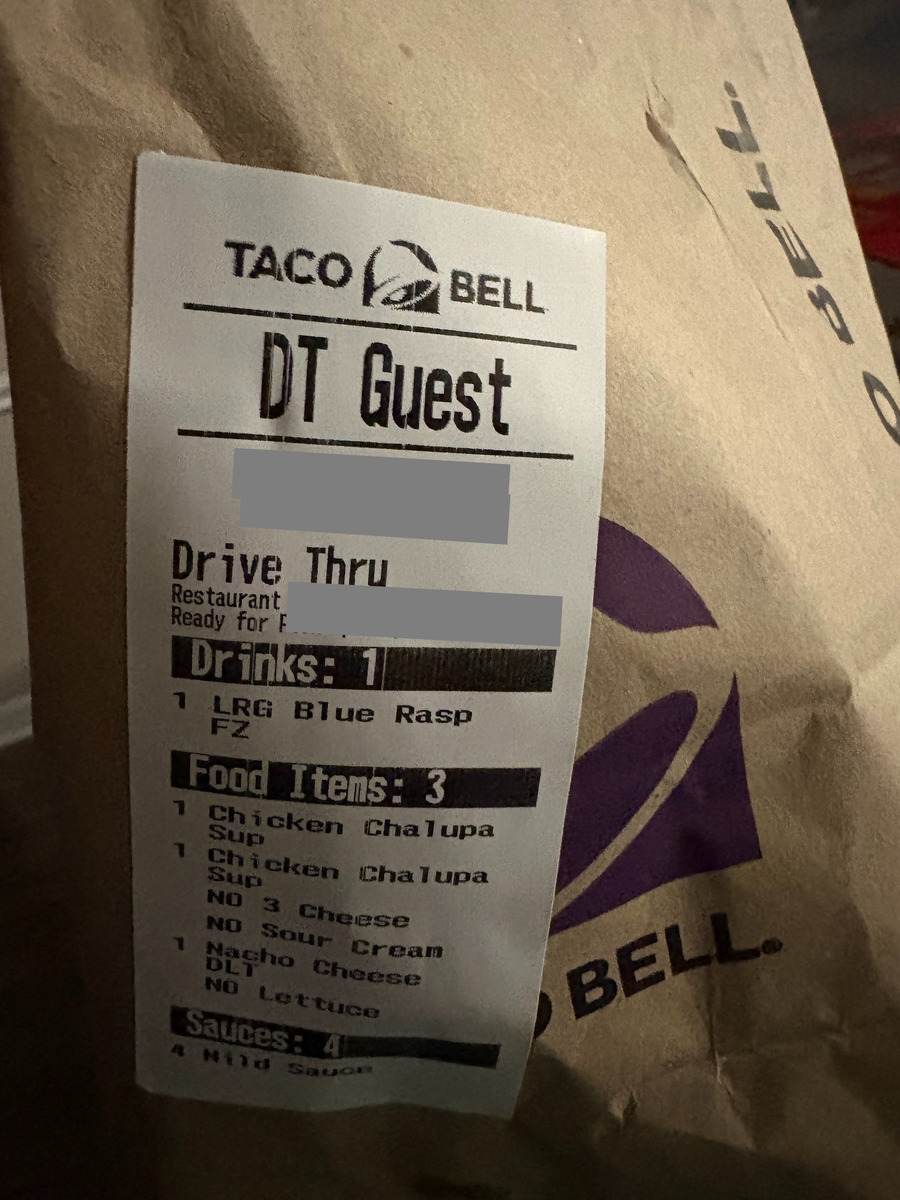 TACO BELL
DT Guest
Drive Thru
Restaurant
Ready for
Drinks: 1
1 LRG Blue Rasp
FZ
Food Items: 3
1 Chicken Chalupa
Sup
1 Chicken Chalupa
Sup
NO 3 Cheese
NO Sour Cream
1 Nacho Cheese
DLT
NO Lettuce
Sauces: 4
4 Mild Sauce
O BELL.
BELL.